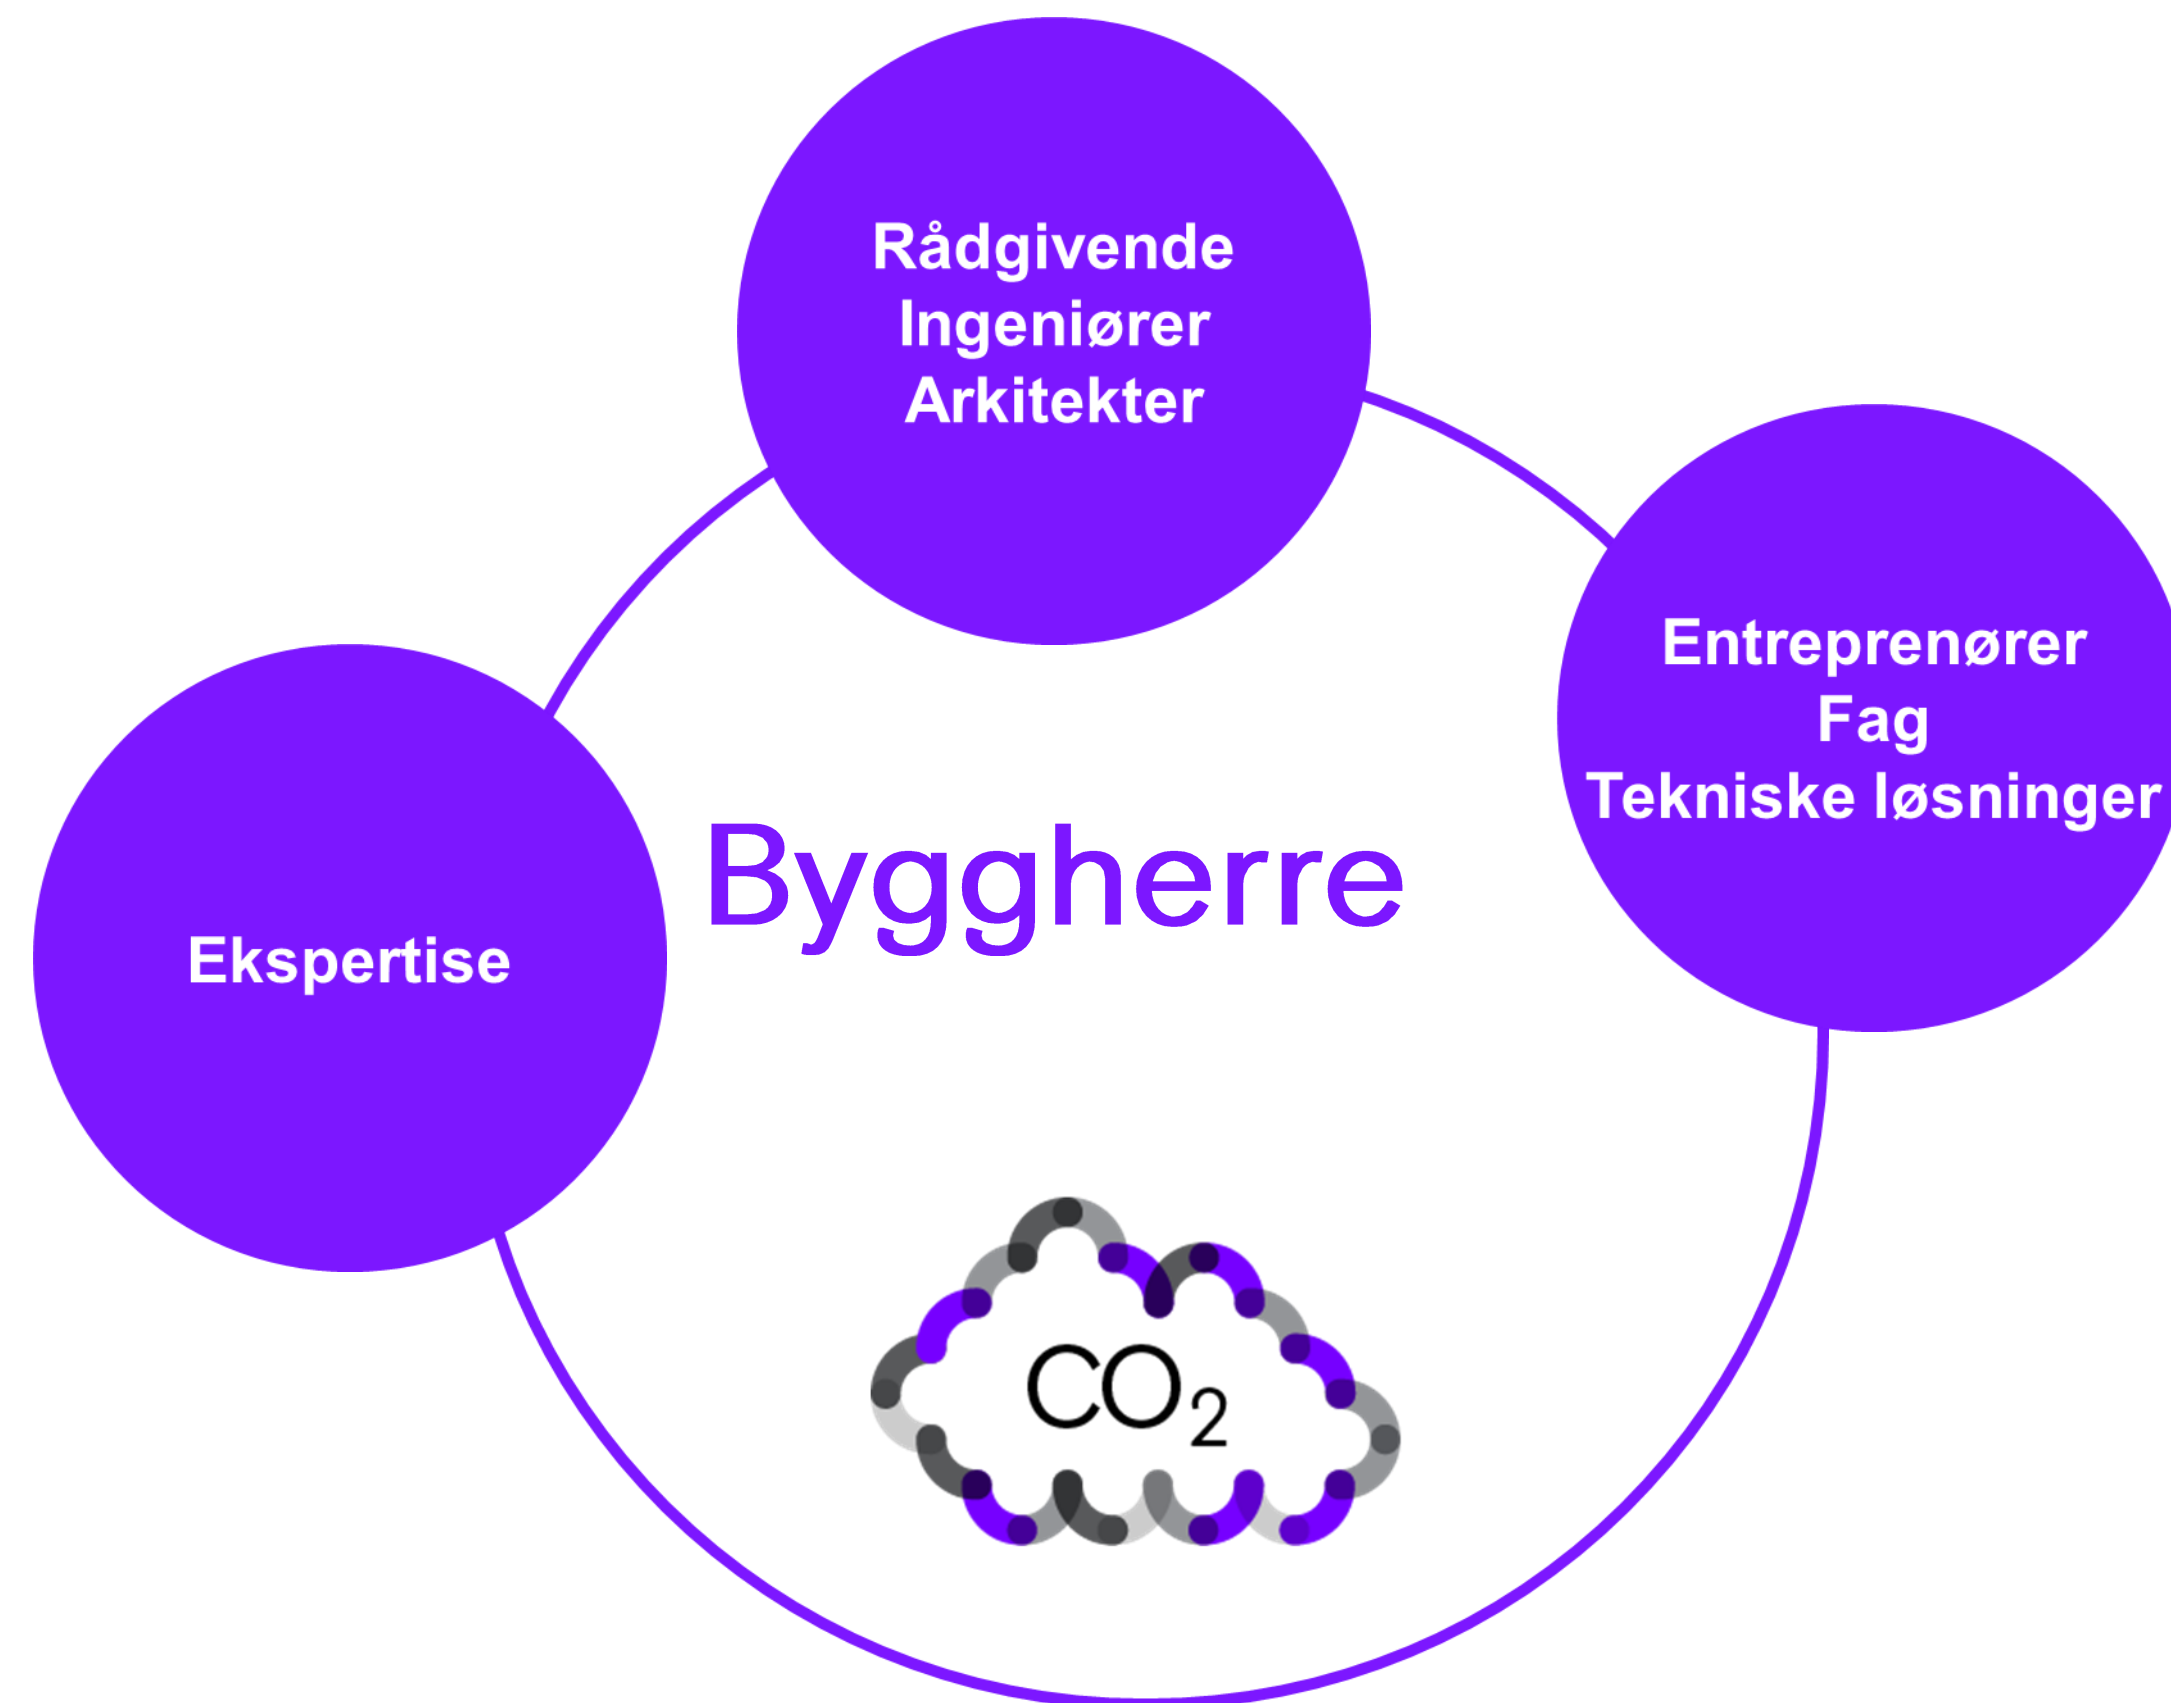 Rådgivende
Ingeniører
Arkitekter
Entreprenører
Fag
Tekniske løsninger
Byggherre
Ekspertise
CO₂